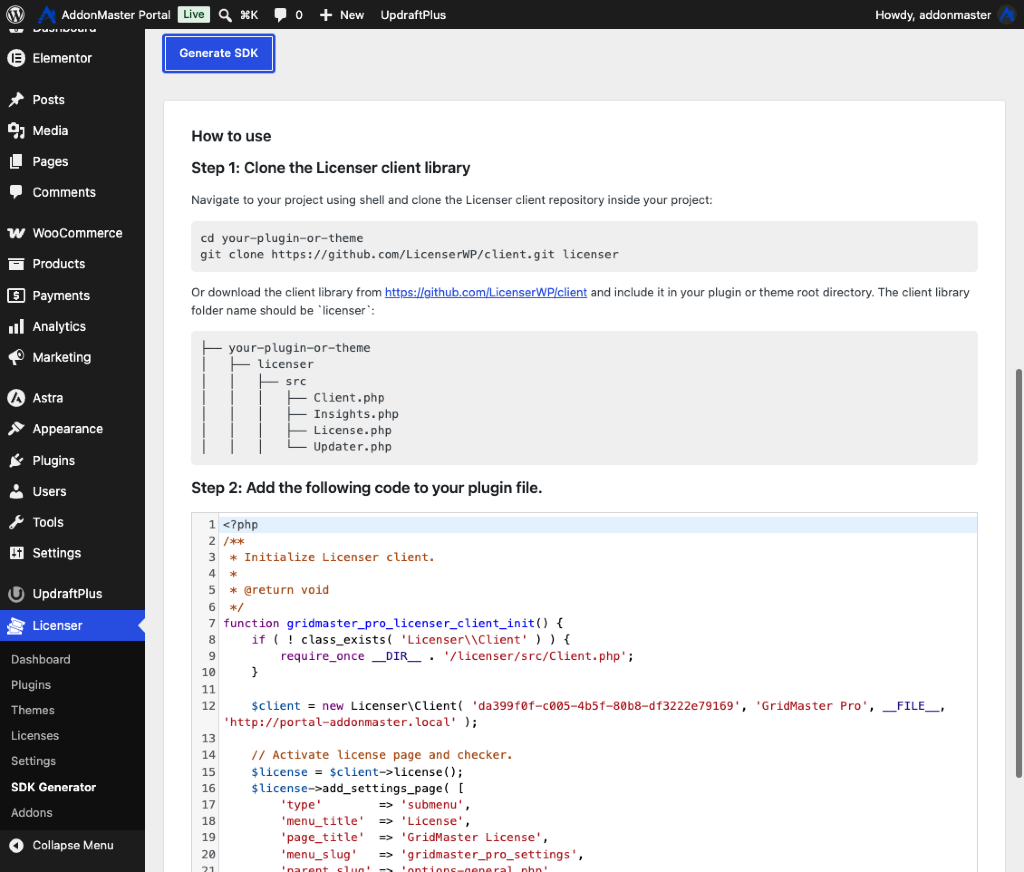 AddonMaster Portal Live ⌘K 0 New UpdraftPlus Howdy, addonmaster
Dashboard
Elementor
Posts
Media
Pages
Comments
WooCommerce
Products
Payments
Analytics
Marketing
Astra
Appearance
Plugins
Users
Tools
Settings
UpdraftPlus
Licenser
Dashboard
Plugins
Themes
Licenses
Settings
SDK Generator
Addons
Collapse Menu
Generate SDK
How to use
Step 1: Clone the Licenser client library
Navigate to your project using shell and clone the Licenser client repository inside your project:
cd your-plugin-or-theme
git clone https://github.com/LicenserWP/client.git licenser
Or download the client library from https://github.com/LicenserWP/client and include it in your plugin or theme root directory. The client library
folder name should be `licenser`:
├── your-plugin-or-theme
│   ├── licenser
│   │   ├── src
│   │   │   ├── Client.php
│   │   │   ├── Insights.php
│   │   │   ├── License.php
│   │   │   └── Updater.php
Step 2: Add the following code to your plugin file.
1 <?php
2 /**
3  * Initialize Licenser client.
4  *
5  * @return void
6  */
7 function gridmaster_pro_licenser_client_init() {
8     if ( ! class_exists( 'Licenser\\Client' ) ) {
9         require_once __DIR__ . '/licenser/src/Client.php';
10     }
11
12     $client = new Licenser\Client( 'da399f0f-c005-4b5f-80b8-df3222e79169', 'GridMaster Pro', __FILE__,
'http://portal-addonmaster.local' );
13
14     // Activate license page and checker.
15     $license = $client->license();
16     $license->add_settings_page( [
17         'type'        => 'submenu',
18         'menu_title'  => 'License',
19         'page_title'  => 'GridMaster License',
20         'menu_slug'   => 'gridmaster_pro_settings',
21         'parent_slug' => 'options-general.php'